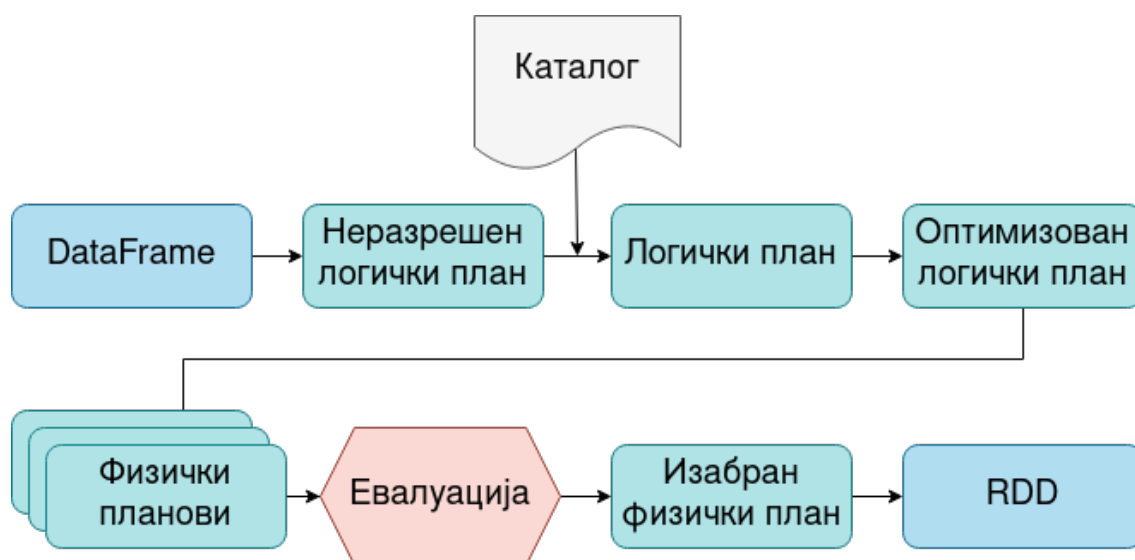 Каталог
DataFrame
Неразрешен
логички план
Логички план
Оптимизован
логички план
Физички
планови
Евалуација
Изабран
физички план
RDD